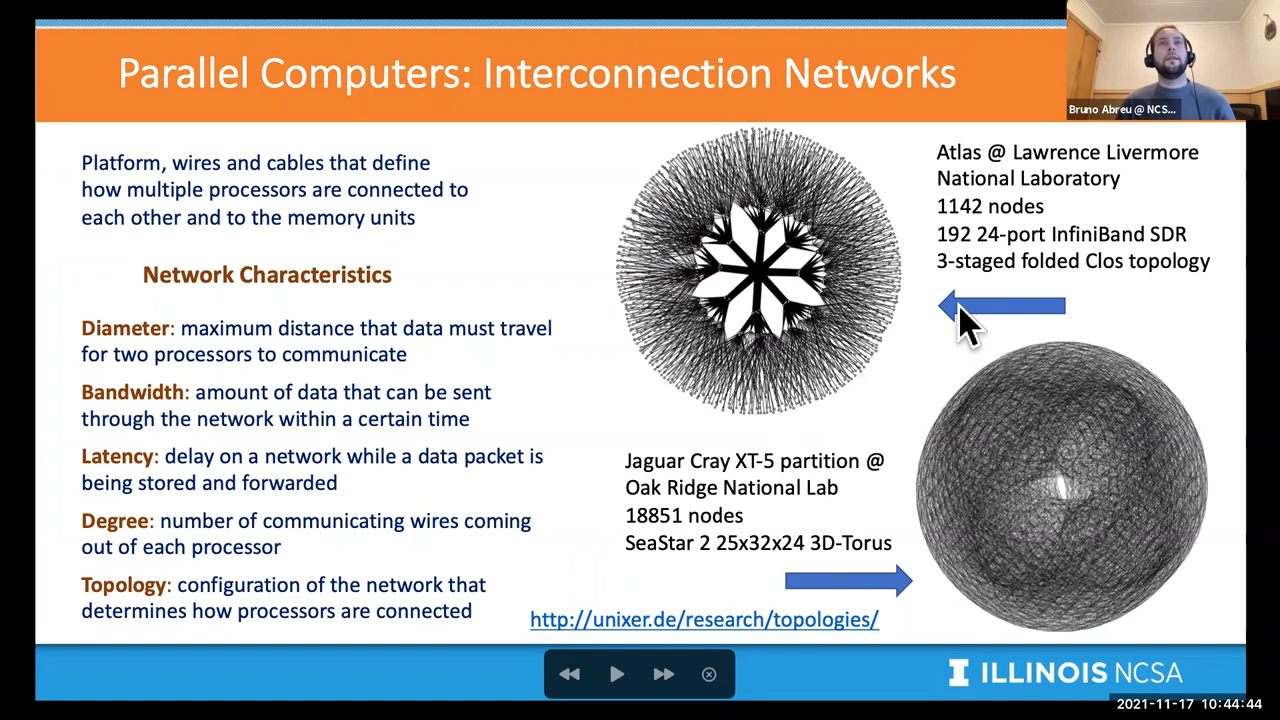 Parallel Computers: Interconnection Networks
Bruno Abreu @ NCS...
Platform, wires and cables that define
how multiple processors are connected to
each other and to the memory units
Network Characteristics
Diameter: maximum distance that data must travel
for two processors to communicate
Bandwidth: amount of data that can be sent
through the network within a certain time
Latency: delay on a network while a data packet is
being stored and forwarded
Degree: number of communicating wires coming
out of each processor
Topology: configuration of the network that
determines how processors are connected
Atlas @ Lawrence Livermore
National Laboratory
1142 nodes
192 24-port InfiniBand SDR
3-staged folded Clos topology
Jaguar Cray XT-5 partition @
Oak Ridge National Lab
18851 nodes
SeaStar 2 25x32x24 3D-Torus
http://unixer.de/research/topologies/
ILLINOIS NCSA
2021-11-17 10:44:44